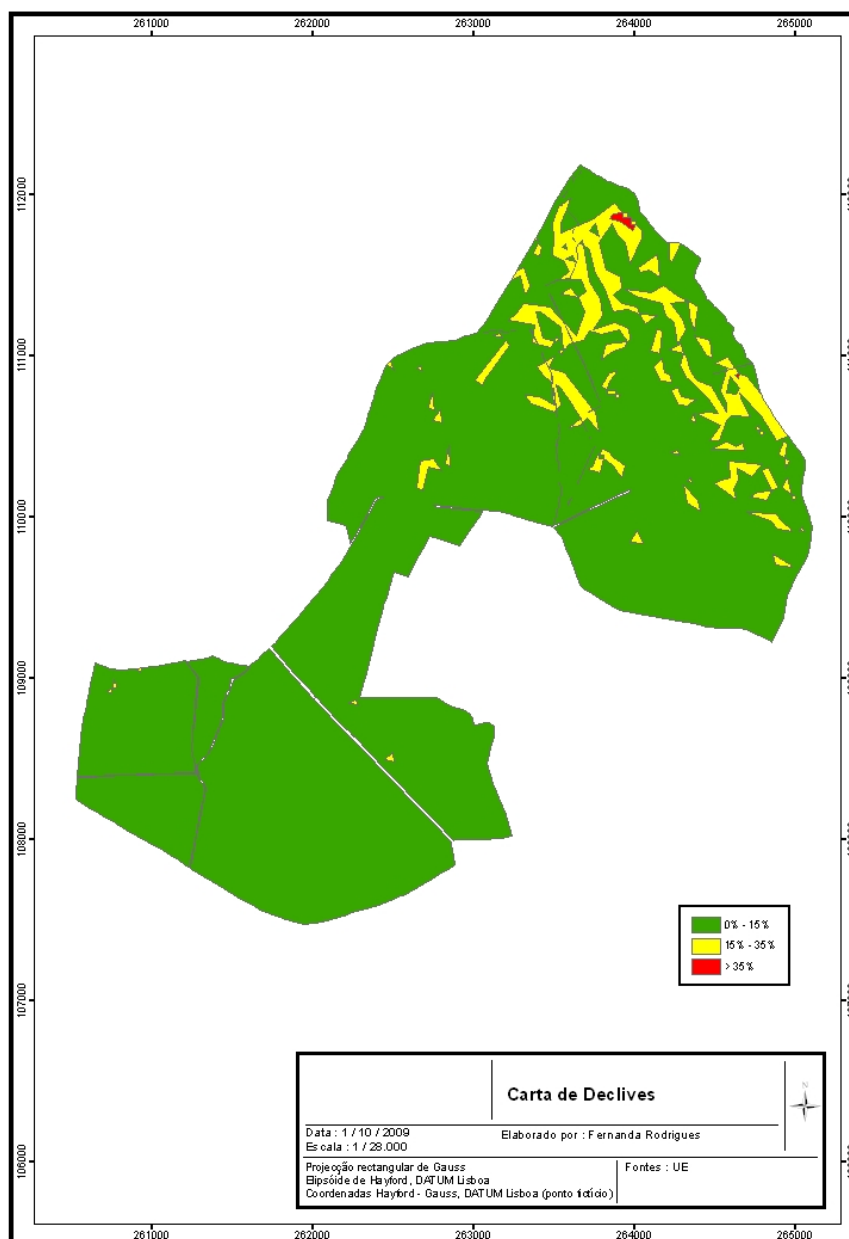 261000 262000 263000 264000 265000
112000
111000
110000
109000
108000
107000
106000
0% - 15%
15% - 35%
> 35%
Carta de Declives
N
Data : 1 / 10 / 2009
Elaborado por : Fernanda Rodrigues
Escala : 1 / 28.000
Projecção rectangular de Gauss
Fontes : UE
Elipsóide de Hayford, DATUM Lisboa
Coordenadas Hayford - Gauss, DATUM Lisboa (ponto fictício)
261000 262000 263000 264000 265000